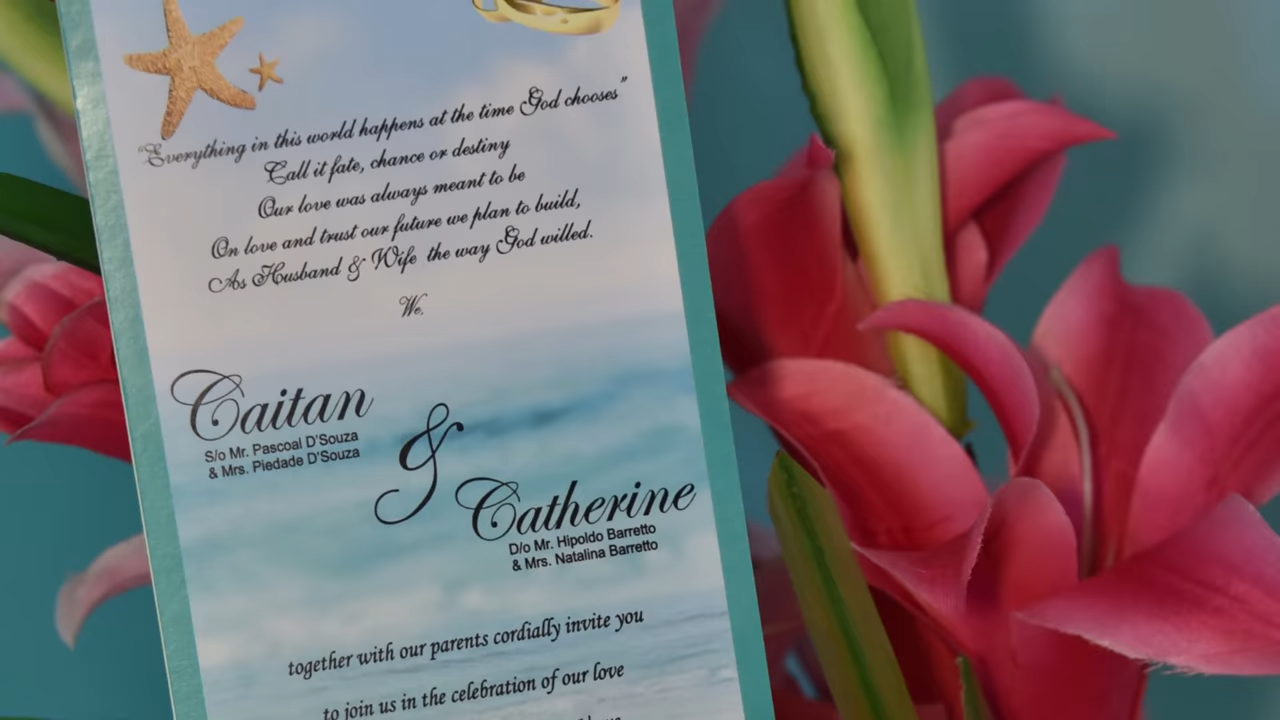 "Everything in this world happens at the time God chooses"
Call it fate, chance or destiny
Our love was always meant to be
On love and trust our future we plan to build,
As Husband & Wife the way God willed.
We,
Caitan
S/o Mr. Pascoal D'Souza
& Mrs. Piedade D'Souza
&
Catherine
D/o Mr. Hipoldo Barretto
& Mrs. Natalina Barretto
together with our parents cordially invite you
to join us in the celebration of our love